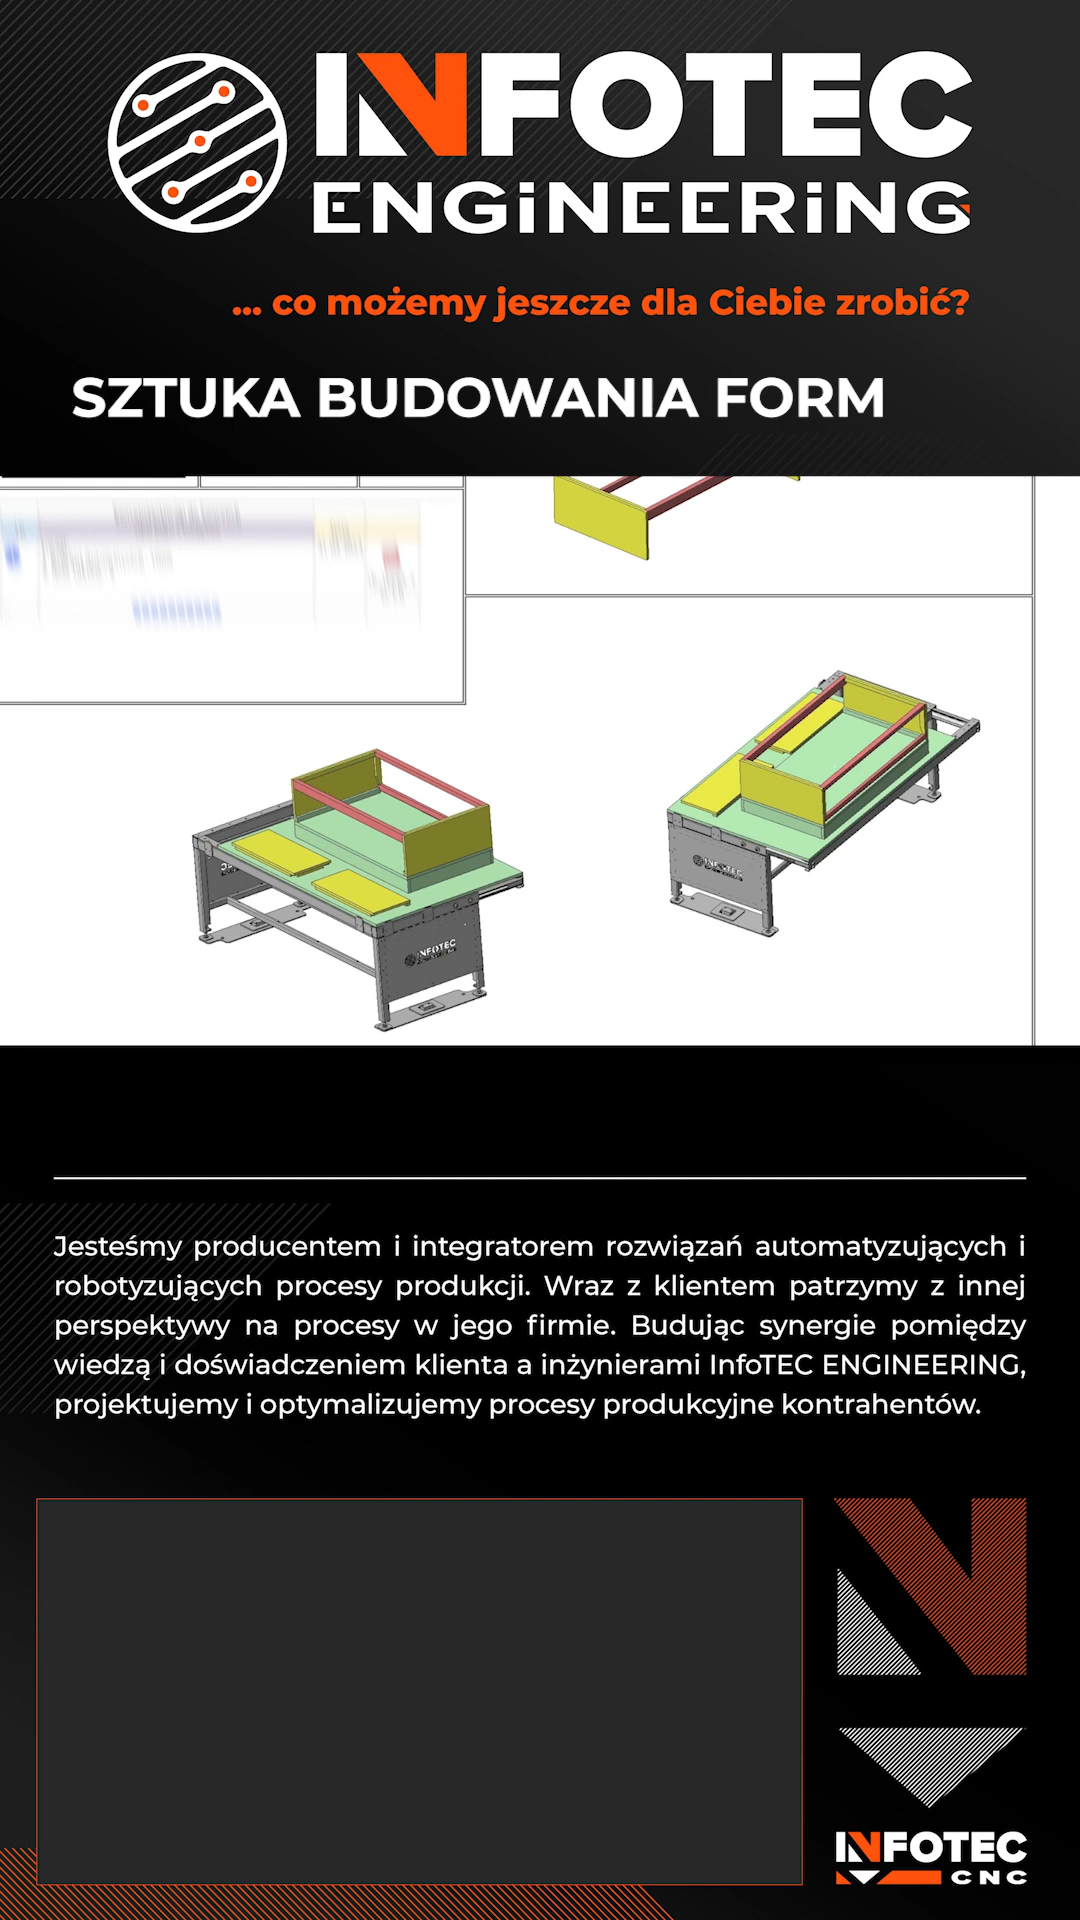 INFOTEC
ENGiNEERiNG
... co możemy jeszcze dla Ciebie zrobić?
SZTUKA BUDOWANIA FORM
INFOTEC
INFOTEC
Jesteśmy producentem i integratorem rozwiązań automatyzujących i
robotyzujących procesy produkcji. Wraz z klientem patrzymy z innej
perspektywy na procesy w jego firmie. Budując synergie pomiędzy
wiedzą i doświadczeniem klienta a inżynierami InfoTEC ENGINEERING,
projektujemy i optymalizujemy procesy produkcyjne kontrahentów.
INFOTEC
CNC